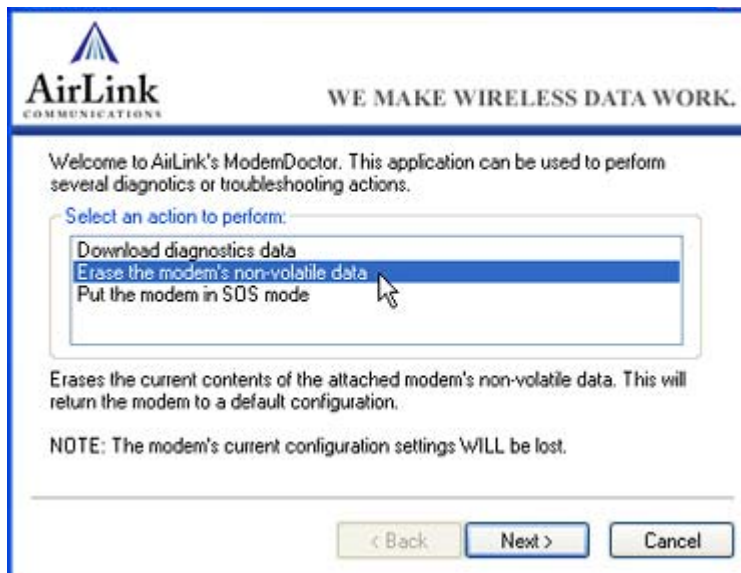 AirLink
COMMUNICATIONS
WE MAKE WIRELESS DATA WORK.
Welcome to AirLink's ModemDoctor. This application can be used to perform
several diagnotics or troubleshooting actions.
Select an action to perform:
Download diagnostics data
Erase the modem's non-volatile data
Put the modem in SOS mode
Erases the current contents of the attached modem's non-volatile data. This will
return the modem to a default configuration.
NOTE: The modem's current configuration settings WILL be lost.
< Back
Next >
Cancel